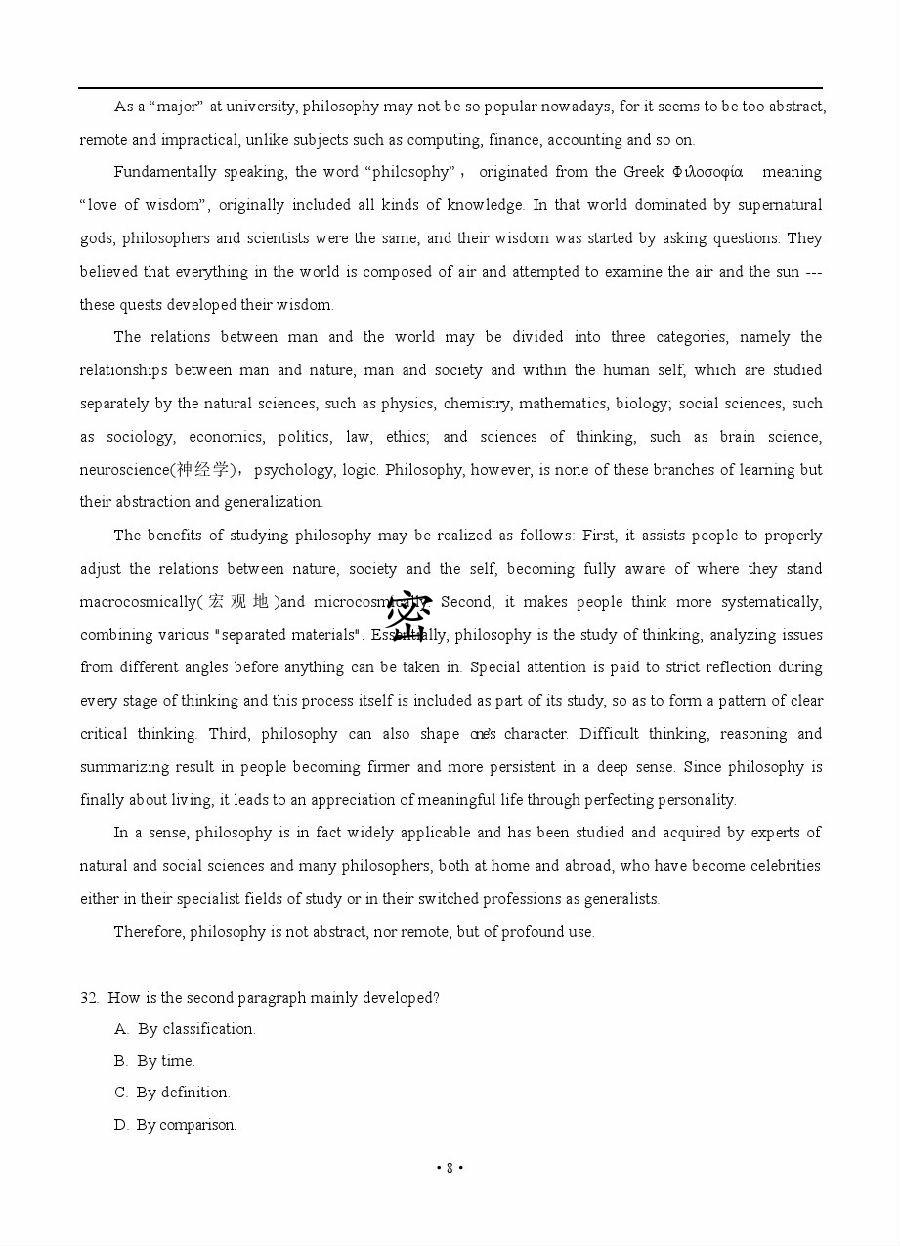 As a “major” at university, philosophy may not be so popular nowadays, for it seems to be too abstract,
remote and impractical, unlike subjects such as computing, finance, accounting and so on.
Fundamentally speaking, the word “philosophy”， originated from the Greek Φιλοσοφία meaning
“love of wisdom”, originally included all kinds of knowledge. In that world dominated by supernatural
gods, philosophers and scientists were the same, and their wisdom was started by asking questions. They
believed that everything in the world is composed of air and attempted to examine the air and the sun ---
these quests developed their wisdom.
The relations between man and the world may be divided into three categories, namely the
relationships between man and nature, man and society and within the human self, which are studied
separately by the natural sciences, such as physics, chemistry, mathematics, biology; social sciences, such
as sociology, economics, politics, law, ethics; and sciences of thinking, such as brain science,
neuroscience(神经学)， psychology, logic. Philosophy, however, is none of these branches of learning but
their abstraction and generalization.
The benefits of studying philosophy may be realized as follows: First, it assists people to properly
adjust the relations between nature, society and the self, becoming fully aware of where they stand
macrocosmically(宏观地)and microcosmically. Second, it makes people think more systematically,
密
combining various "separated materials". Essentially, philosophy is the study of thinking, analyzing issues
from different angles before anything can be taken in. Special attention is paid to strict reflection during
every stage of thinking and this process itself is included as part of its study, so as to form a pattern of clear
critical thinking. Third, philosophy can also shape one's character. Difficult thinking, reasoning and
summarizing result in people becoming firmer and more persistent in a deep sense. Since philosophy is
finally about living, it leads to an appreciation of meaningful life through perfecting personality.
In a sense, philosophy is in fact widely applicable and has been studied and acquired by experts of
natural and social sciences and many philosophers, both at home and abroad, who have become celebrities
either in their specialist fields of study or in their switched professions as generalists.
Therefore, philosophy is not abstract, nor remote, but of profound use.
32. How is the second paragraph mainly developed?
A. By classification.
B. By time.
C. By definition.
D. By comparison.
• 8 •